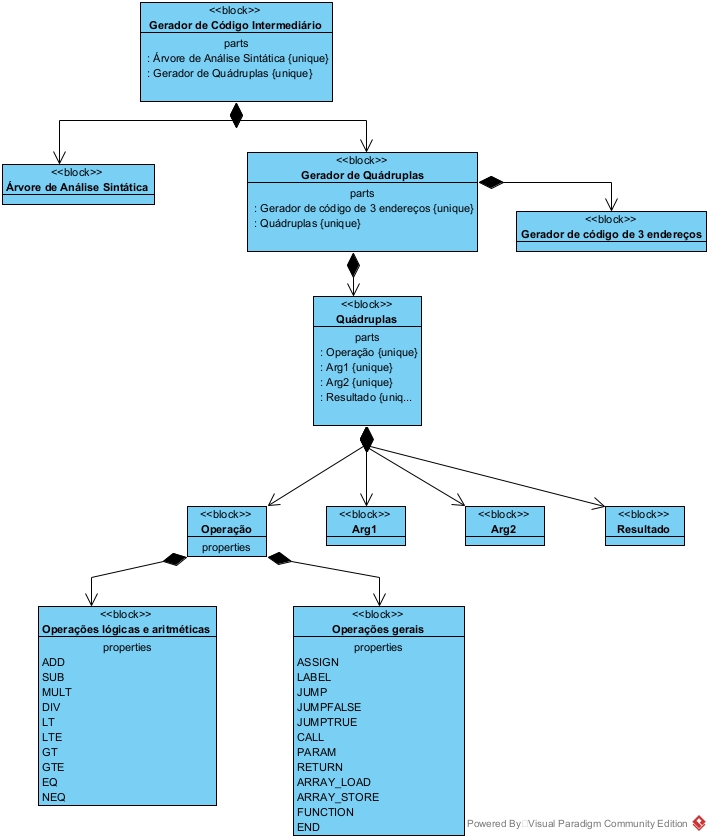 <<block>>
Gerador de Código Intermediário
parts
: Árvore de Análise Sintática {unique}
: Gerador de Quádruplas {unique}
<<block>>
Árvore de Análise Sintática
<<block>>
Gerador de Quádruplas
parts
: Gerador de código de 3 endereços {unique}
: Quádruplas {unique}
<<block>>
Gerador de código de 3 endereços
<<block>>
Quádruplas
parts
: Operação {unique}
: Arg1 {unique}
: Arg2 {unique}
: Resultado {uniq...
<<block>>
Operação
properties
<<block>>
Arg1
<<block>>
Arg2
<<block>>
Resultado
<<block>>
Operações lógicas e aritméticas
properties
ADD
SUB
MULT
DIV
LT
LTE
GT
GTE
EQ
NEQ
<<block>>
Operações gerais
properties
ASSIGN
LABEL
JUMP
JUMPFALSE
JUMPTRUE
CALL
PARAM
RETURN
ARRAY_LOAD
ARRAY_STORE
FUNCTION
END
Powered By Visual Paradigm Community Edition